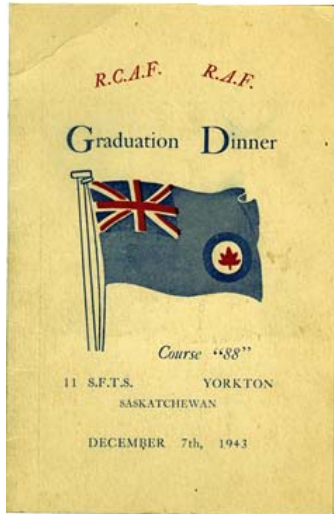 R.C.A.F. R.A.F.
Graduation Dinner
Course "88"
11 S.F.T.S. YORKTON
SASKATCHEWAN
DECEMBER 7th, 1943